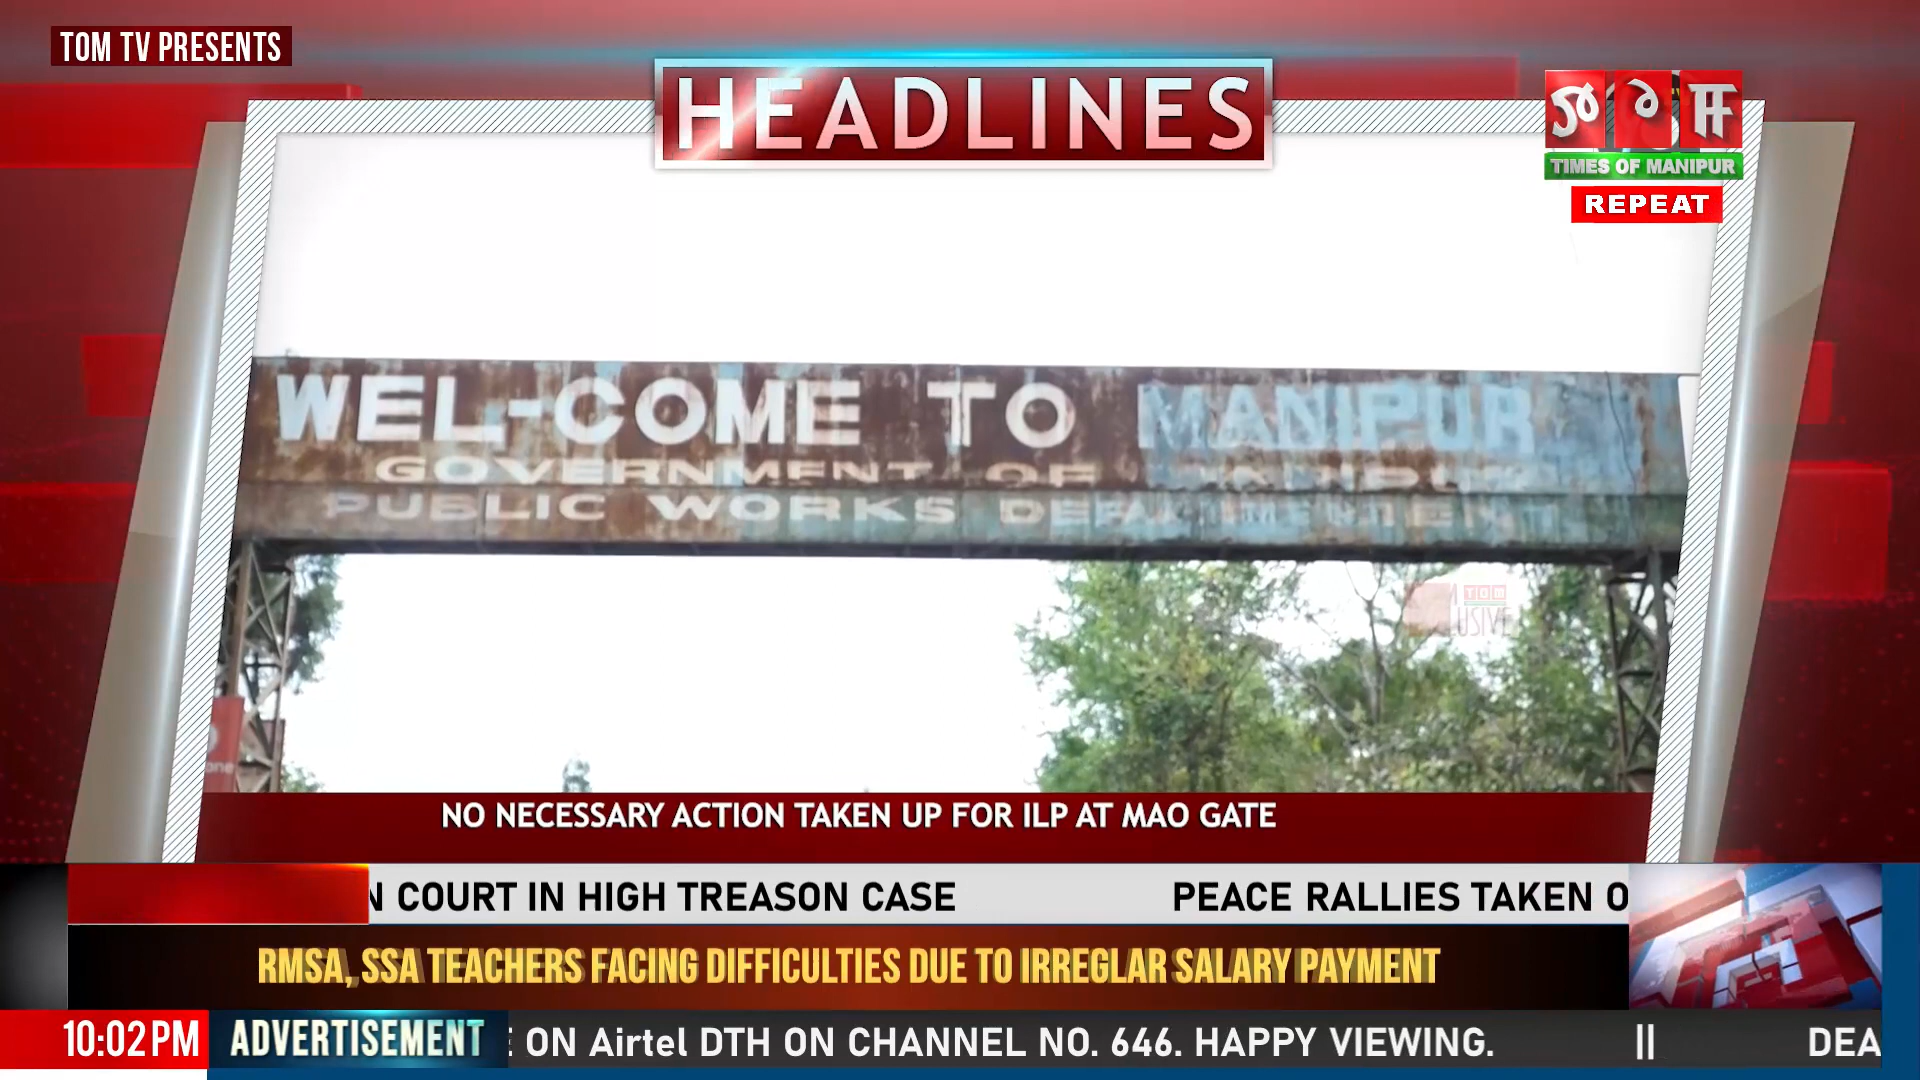 TOM TV PRESENTS
HEADLINES
TIMES OF MANIPUR
REPEAT
WEL-COME TO MANIPUR
GOVERNMENT OF
PUBLIC WORKS DEPARTMENT
TOM
USIVE
NO NECESSARY ACTION TAKEN UP FOR ILP AT MAO GATE
N COURT IN HIGH TREASON CASE PEACE RALLIES TAKEN O
RMSA, SSA TEACHERS FACING DIFFICULTIES DUE TO IRREGLAR SALARY PAYMENT
10:02 PM ADVERTISEMENT E ON Airtel DTH ON CHANNEL NO. 646. HAPPY VIEWING. || DEA